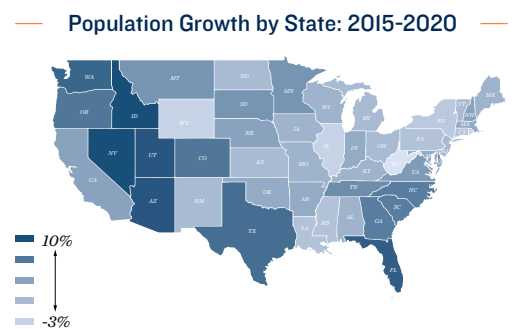 Population Growth by State: 2015-2020
WA
MT
ND
MN
OR
ID
SD
WI
MI
NY
VT
NH
ME
MA
CT
WY
NV
UT
CO
NE
IA
IL
IN
OH
PA
WV
VA
CA
KS
MO
KY
AZ
NM
OK
AR
TN
NC
SC
TX
LA
MS
AL
GA
FL
10%
-3%